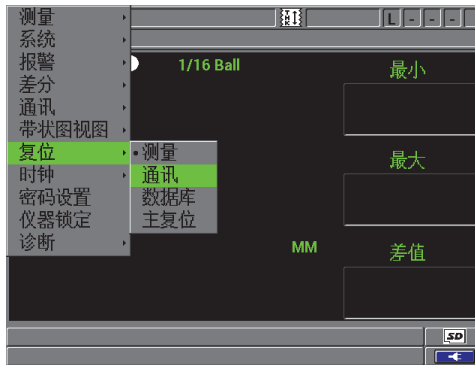 测量
系统
报警
差分
通讯
带状图视图
复位
时钟
密码设置
仪器锁定
诊断
测量
通讯
数据库
主复位
L - - -
1/16 Ball
最小
最大
MM
差值
SD